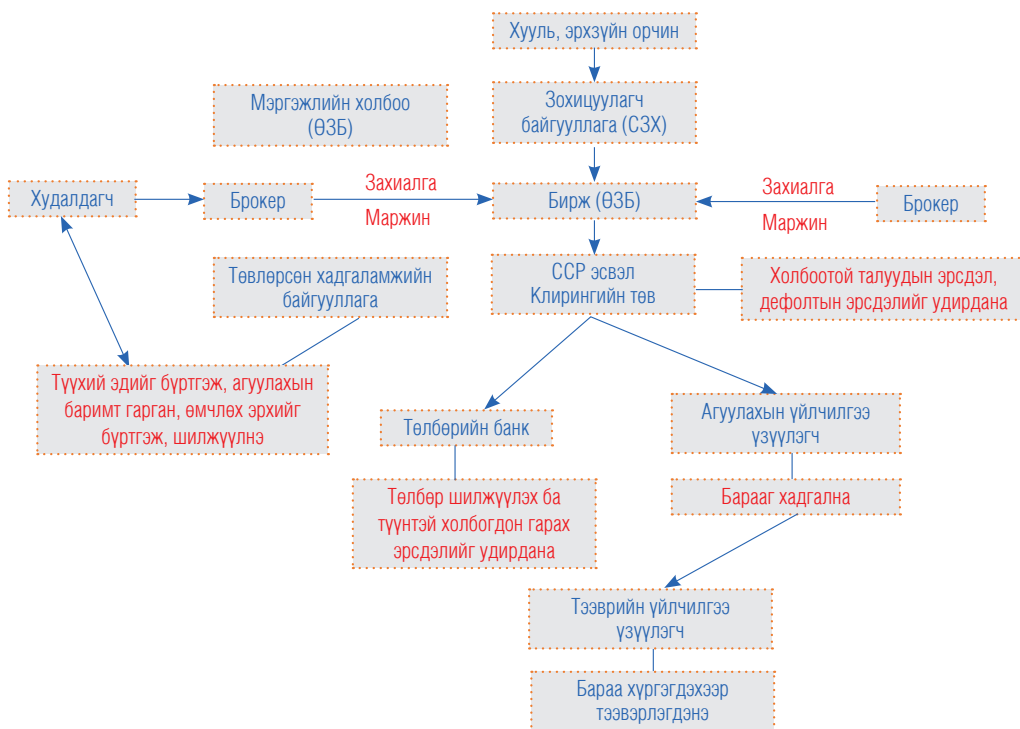 Хууль, эрхзүйн орчин
Мэргэжлийн холбоо
(ӨЗБ)
Зохицуулагч
байгууллага (СЗХ)
Худалдагч
Брокер
Захиалга
Маржин
Бирж (ӨЗБ)
Захиалга
Маржин
Брокер
Төвлөрсөн хадгаламжийн
байгууллага
ССР эсвэл
Клирингийн төв
Холбоотой талуудын эрсдэл,
дефолтын эрсдэлийг удирдана
Түүхий эдийг бүртгэж, агуулахын
баримт гарган, өмчлөх эрхийг
бүртгэж, шилжүүлнэ
Төлбөрийн банк
Агуулахын үйлчилгээ
үзүүлэгч
Төлбөр шилжүүлэх ба
түүнтэй холбогдон гарах
эрсдэлийг удирдана
Барааг хадгална
Тээврийн үйлчилгээ
үзүүлэгч
Бараа хүргэгдэхээр
тээвэрлэгдэнэ